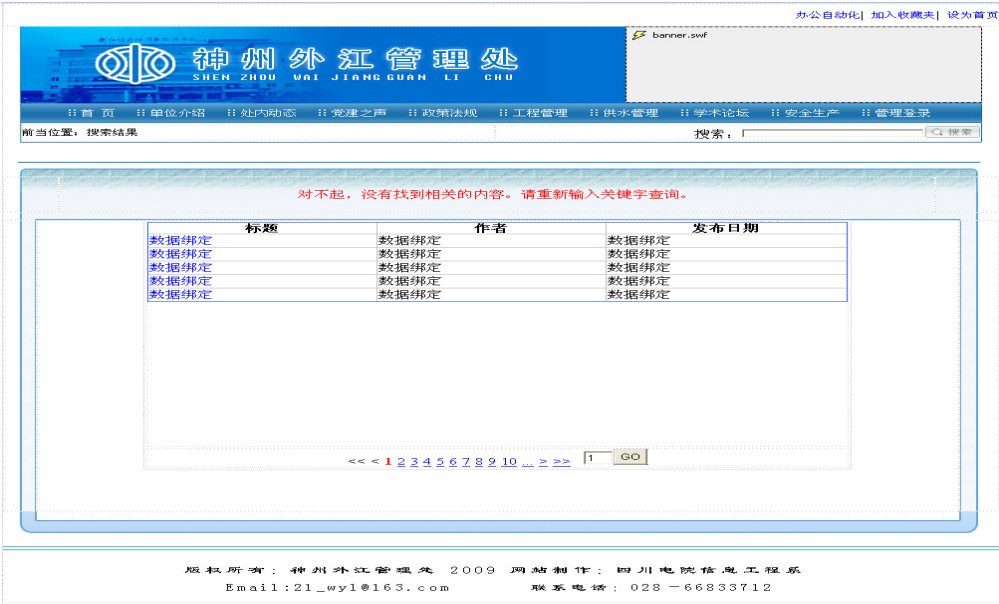 办公自动化| 加入收藏夹| 设为首页
神州外江管理处
SHEN ZHOU WAI JIANG GUAN LI CHU
banner.swf
首 页 单位介绍 处内动态 党建之声 政策法规 工程管理 供水管理 学术论坛 安全生产 管理登录
前当位置：搜索结果 搜索： 搜索
对不起，没有找到相关的内容。请重新输入关键字查询。
标题 作者 发布日期
数据绑定 数据绑定 数据绑定
数据绑定 数据绑定 数据绑定
数据绑定 数据绑定 数据绑定
数据绑定 数据绑定 数据绑定
数据绑定 数据绑定 数据绑定
<< < 1 2 3 4 5 6 7 8 9 10 ... > >> 1 GO
版权所有：神州外江管理处 2009 网站制作：四川电院信息工程系
Email:21_wyl@163.com 联系电话：028－66833712